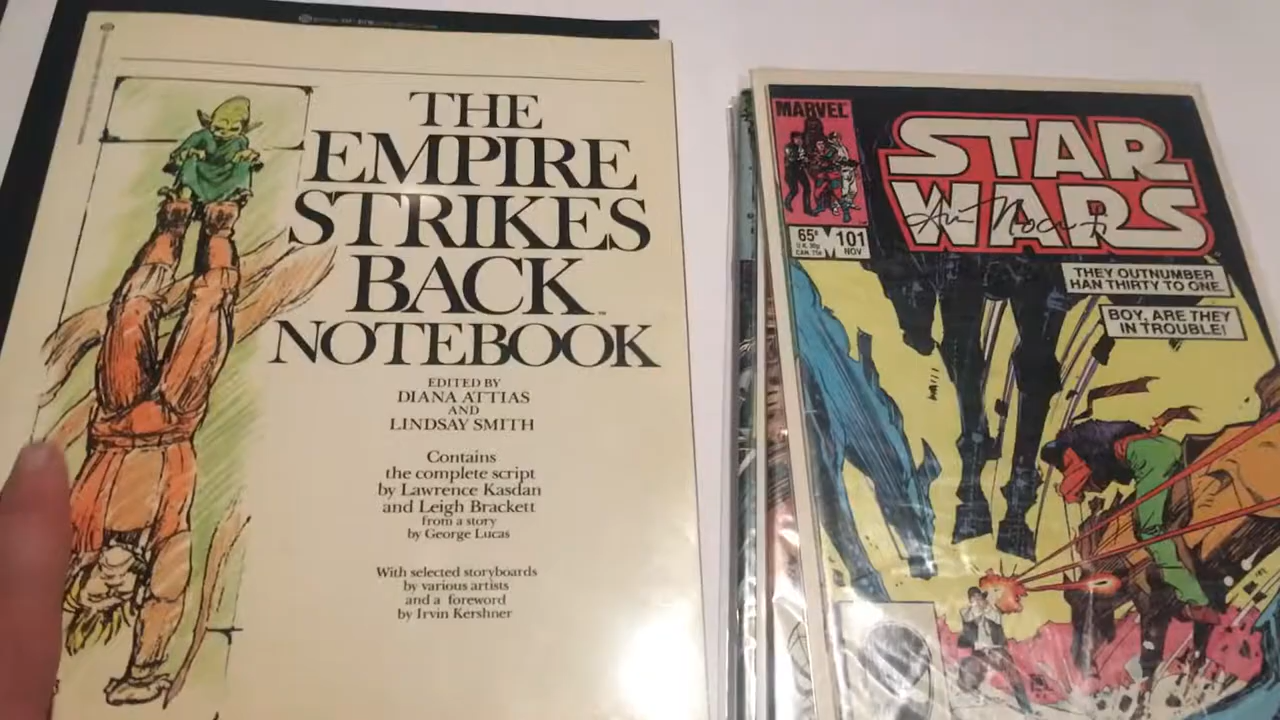 THE
EMPIRE
STRIKES
BACK™
NOTEBOOK
EDITED BY
DIANA ATTIAS
AND
LINDSAY SMITH
Contains
the complete script
by Lawrence Kasdan
and Leigh Brackett
from a story
by George Lucas
With selected storyboards
by various artists
and a foreword
by Irvin Kershner
MARVEL
STAR
WARS
65¢
101
NOV
THEY OUTNUMBER
HAN THIRTY TO ONE.
BOY, ARE THEY
IN TROUBLE!